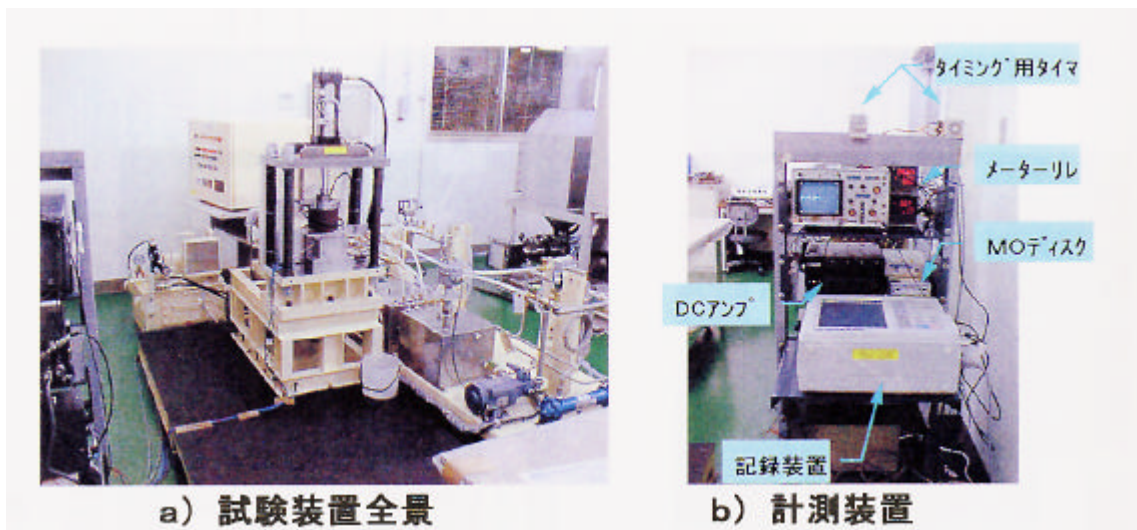 タイミング用タイマ
メーターリレ
MOディスク
DCアンプ
記録装置
a）試験装置全景
b）計測装置